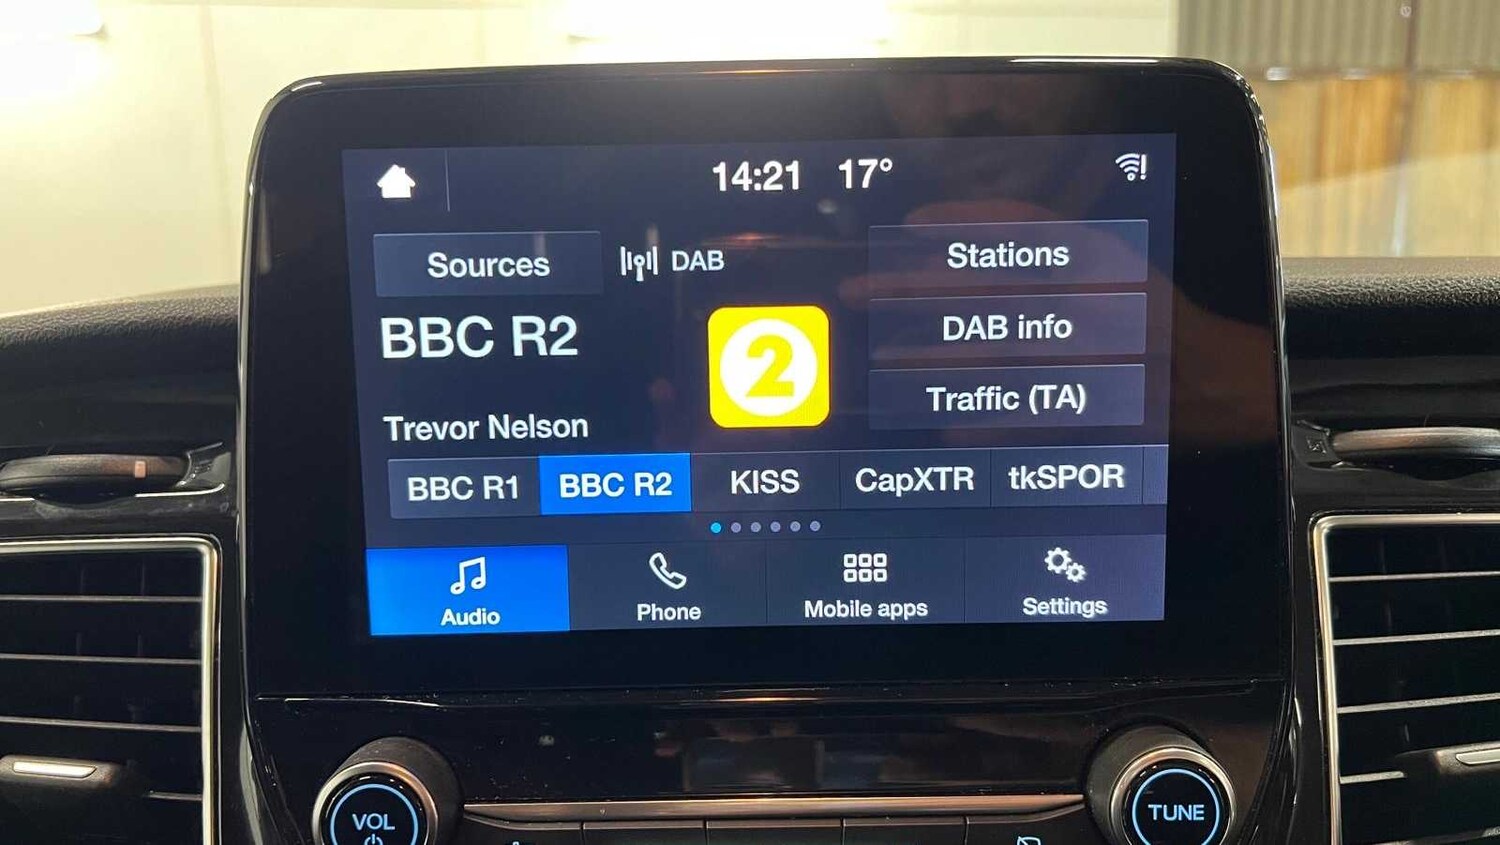 14:21 17°
Sources
DAB
Stations
BBC R2
2
DAB info
Traffic (TA)
Trevor Nelson
BBC R1
BBC R2
KISS
CapXTR
tkSPOR
Audio
Phone
Mobile apps
Settings
VOL
TUNE